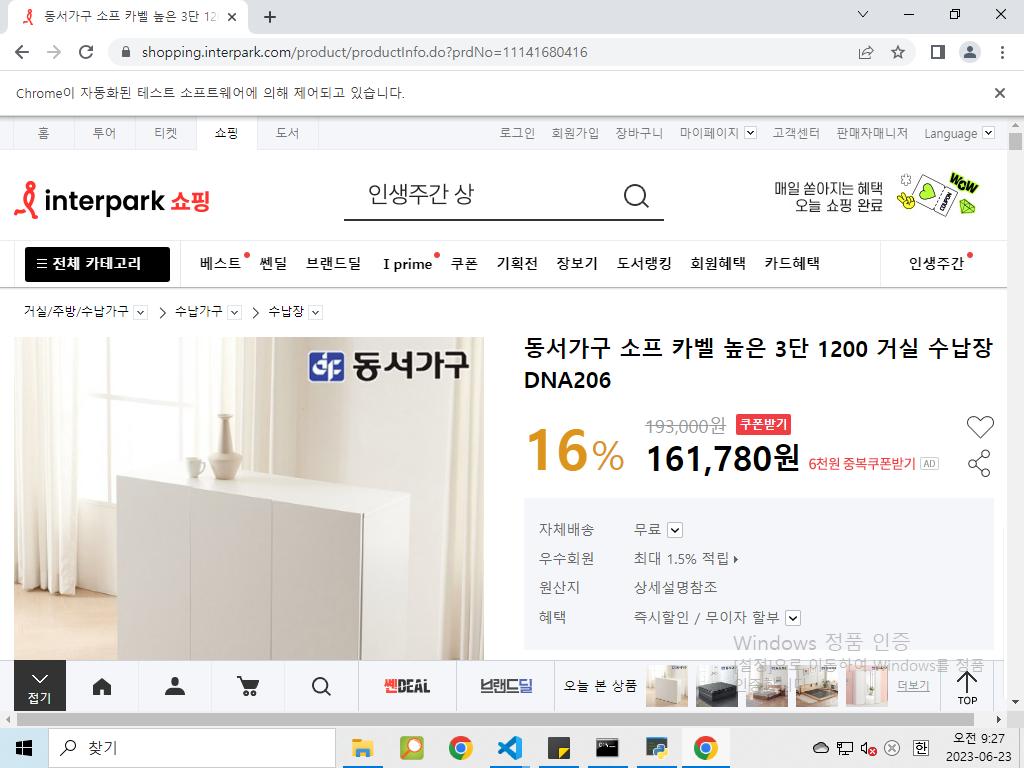 동서가구 소프 카벨 높은 3단 12
shopping.interpark.com/product/productInfo.do?prdNo=11141680416
Chrome이 자동화된 테스트 소프트웨어에 의해 제어되고 있습니다.
홈 투어 티켓 쇼핑 도서 로그인 회원가입 장바구니 마이페이지 고객센터 판매자매니저 Language
interpark 쇼핑
인생주간 상
매일 쏟아지는 혜택
오늘 쇼핑 완료
WOW
COUPON
전체 카테고리 베스트 쎈딜 브랜드딜 I prime 쿠폰 기획전 장보기 도서랭킹 회원혜택 카드혜택 인생주간
거실/주방/수납가구 수납가구 수납장
동서가구
동서가구 소프 카벨 높은 3단 1200 거실 수납장
DNA206
16% 193,000원 쿠폰받기
161,780원 6천원 중복쿠폰받기 AD
자체배송 무료
우수회원 최대 1.5% 적립
원산지 상세설명참조
혜택 즉시할인 / 무이자 할부
Windows 정품 인증
[설정]으로 이동하여 Windows를 정품
인증합니다.
접기
쎈DEAL
브랜드딜
오늘 본 상품
더보기
TOP
찾기
한
오전 9:27
2023-06-23